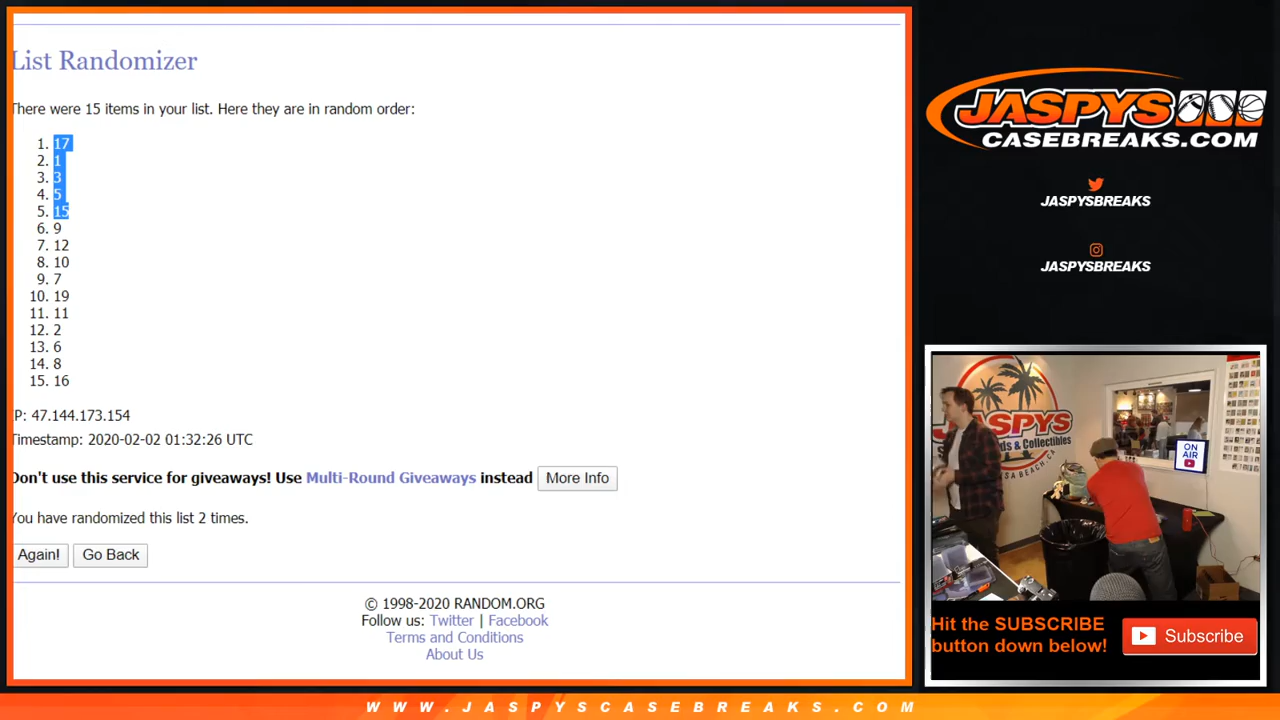 List Randomizer
There were 15 items in your list. Here they are in random order:
1. 17
2. 1
3. 3
4. 5
5. 15
6. 9
7. 12
8. 10
9. 7
10. 19
11. 11
12. 2
13. 6
14. 8
15. 16
IP: 47.144.173.154
Timestamp: 2020-02-02 01:32:26 UTC
Don't use this service for giveaways! Use Multi-Round Giveaways instead More Info
You have randomized this list 2 times.
Again! Go Back
© 1998-2020 RANDOM.ORG
Follow us: Twitter | Facebook
Terms and Conditions
About Us
JASPYS
CASEBREAKS.COM
JASPYSBREAKS
JASPYSBREAKS
JASPYS
& Collectibles
BEACH, CA
ON
AIR
Hit the SUBSCRIBE
button down below!
Subscribe
WWW.JASPYSCASEBREAKS.COM